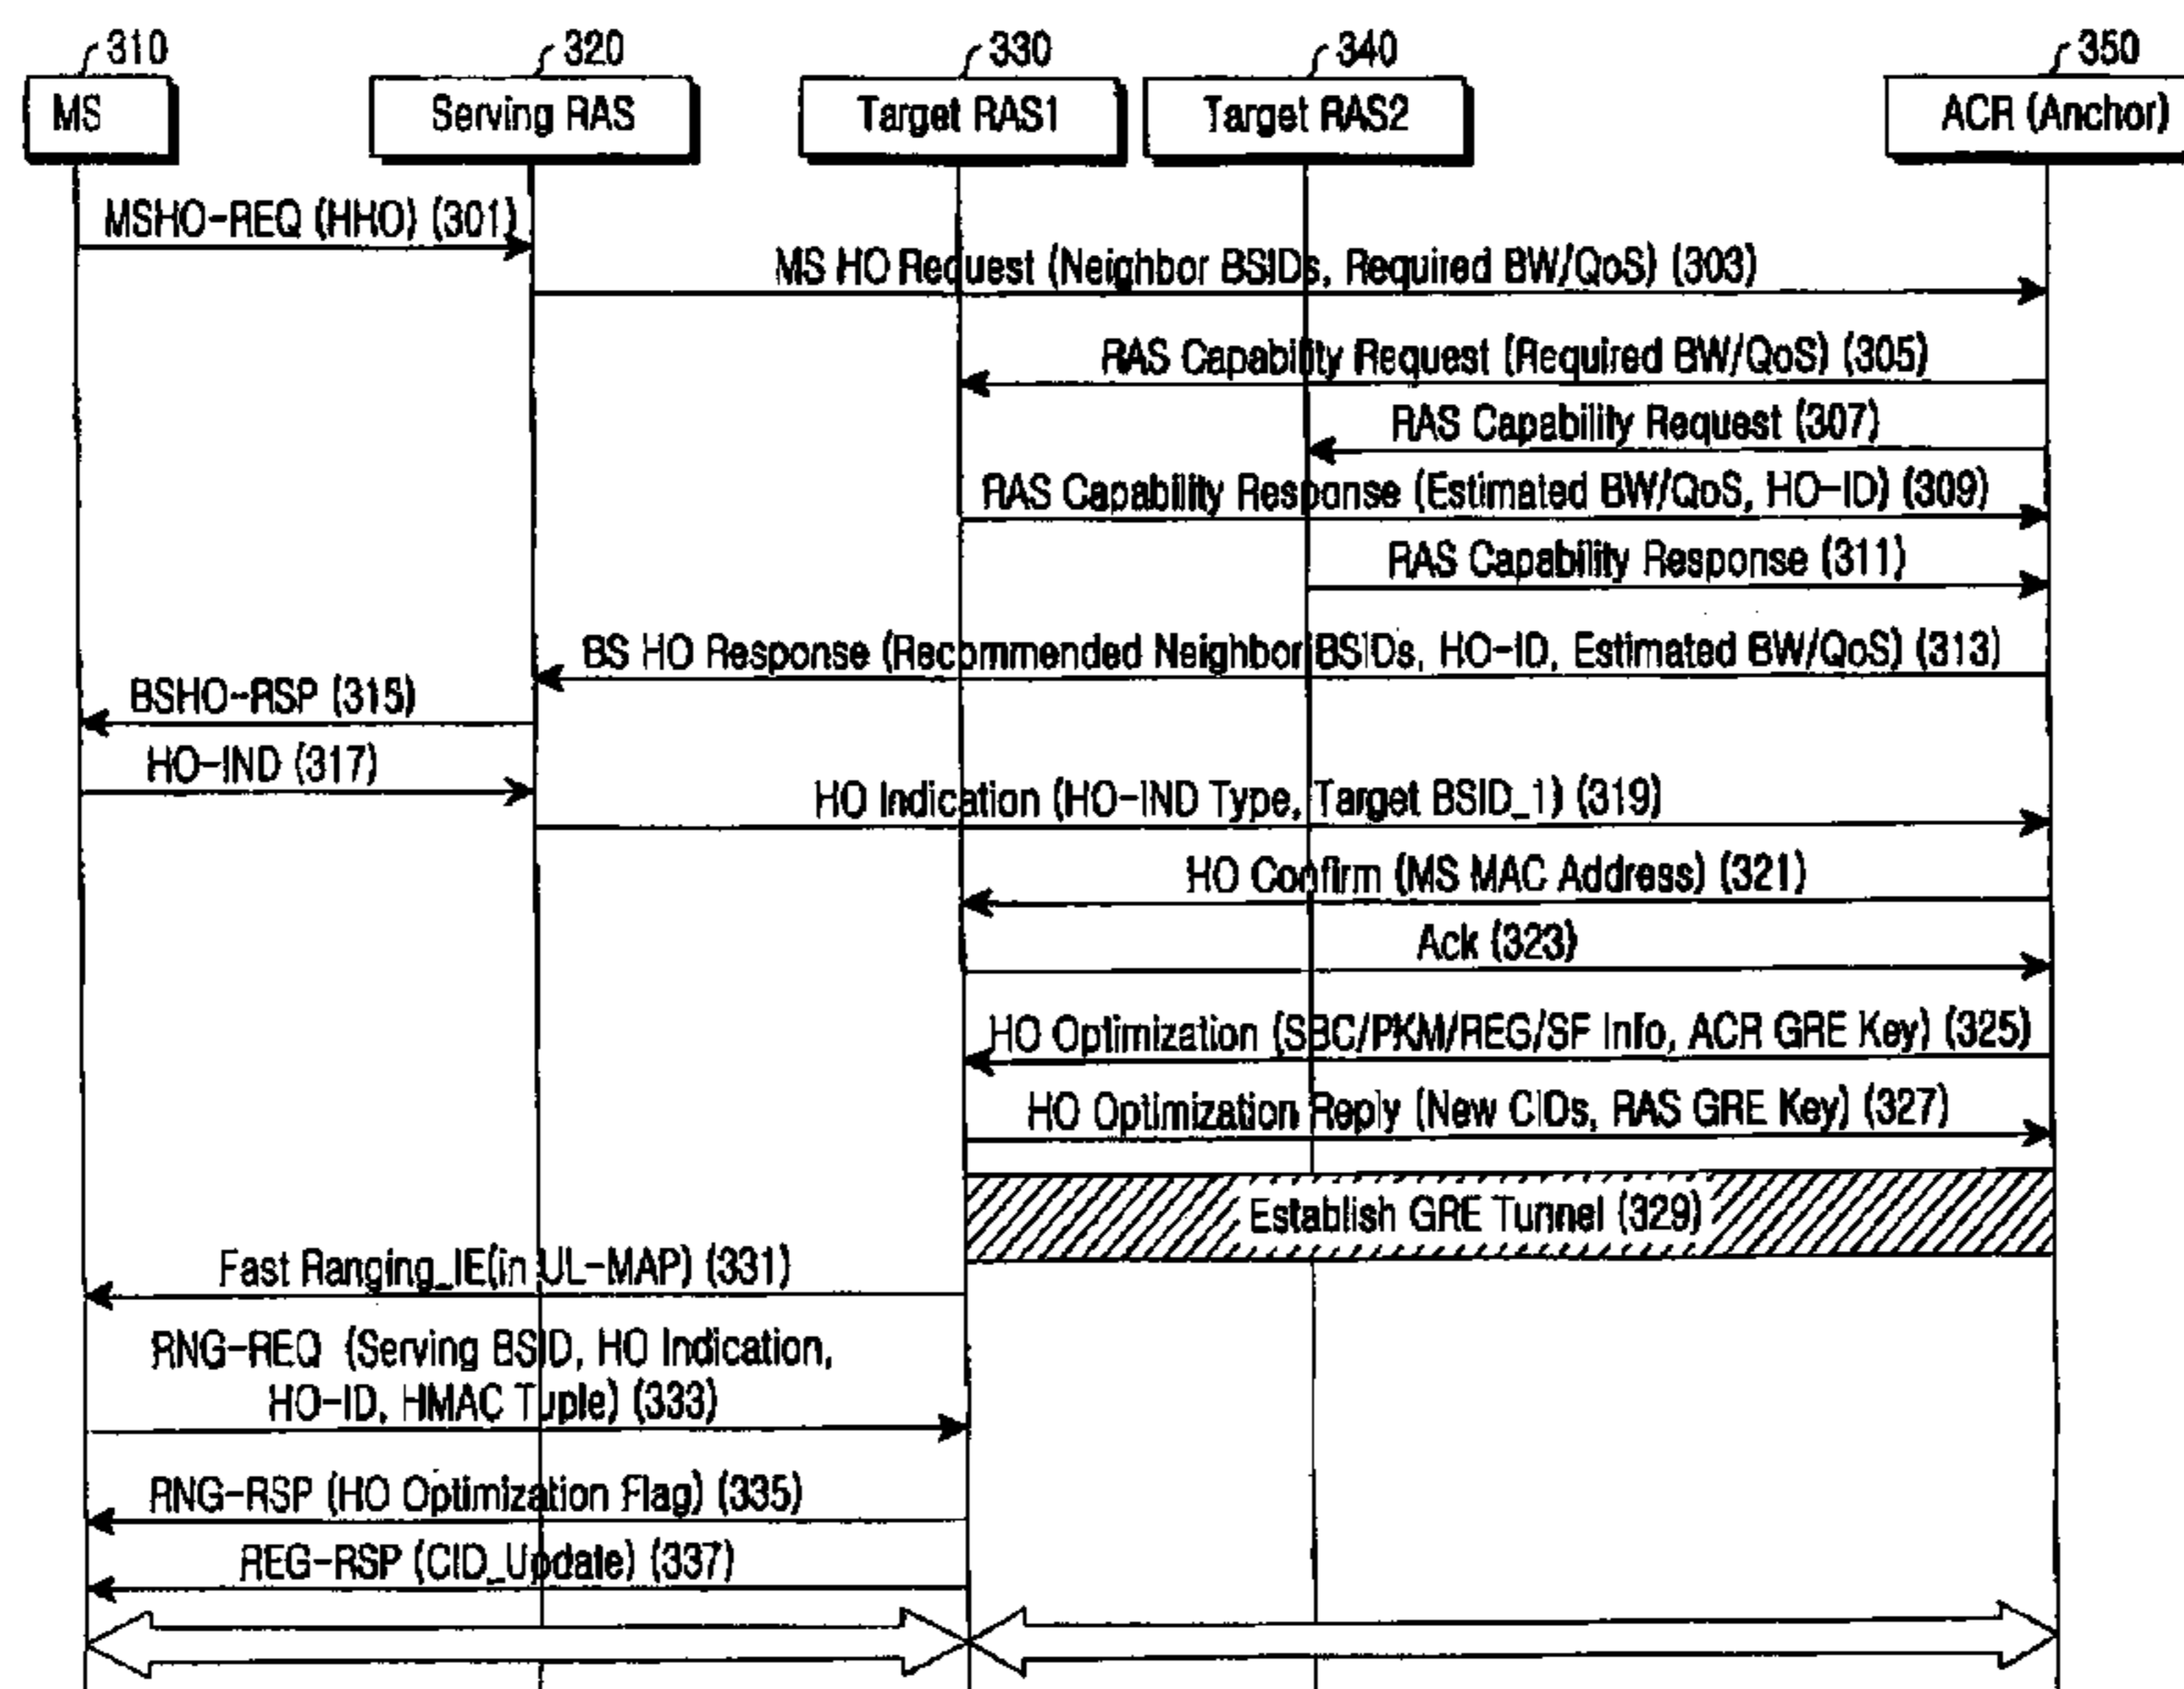 310
320
330
340
350
MS
Serving RAS
Target RAS1
Target RAS2
ACR (Anchor)
MSHO-REQ (HHO) (301)
MS HO Request (Neighbor BSIDs, Required BW/QoS) (303)
RAS Capability Request (Required BW/QoS) (305)
RAS Capability Request (307)
RAS Capability Response (Estimated BW/QoS, HO-ID) (309)
RAS Capability Response (311)
BS HO Response (Recommended Neighbor BSIDs, HO-ID, Estimated BW/QoS) (313)
BSHO-RSP (315)
HO-IND (317)
HO Indication (HO-IND Type, Target BSID_1) (319)
HO Confirm (MS MAC Address) (321)
Ack (323)
HO Optimization (SBC/PKM/REG/SF Info, ACR GRE Key) (325)
HO Optimization Reply (New CIDs, RAS GRE Key) (327)
Establish GRE Tunnel (329)
Fast Ranging_IE(in UL-MAP) (331)
RNG-REQ (Serving BSID, HO Indication,
HO-ID, HMAC Tuple) (333)
RNG-RSP (HO Optimization Flag) (335)
REG-RSP (CID_Update) (337)